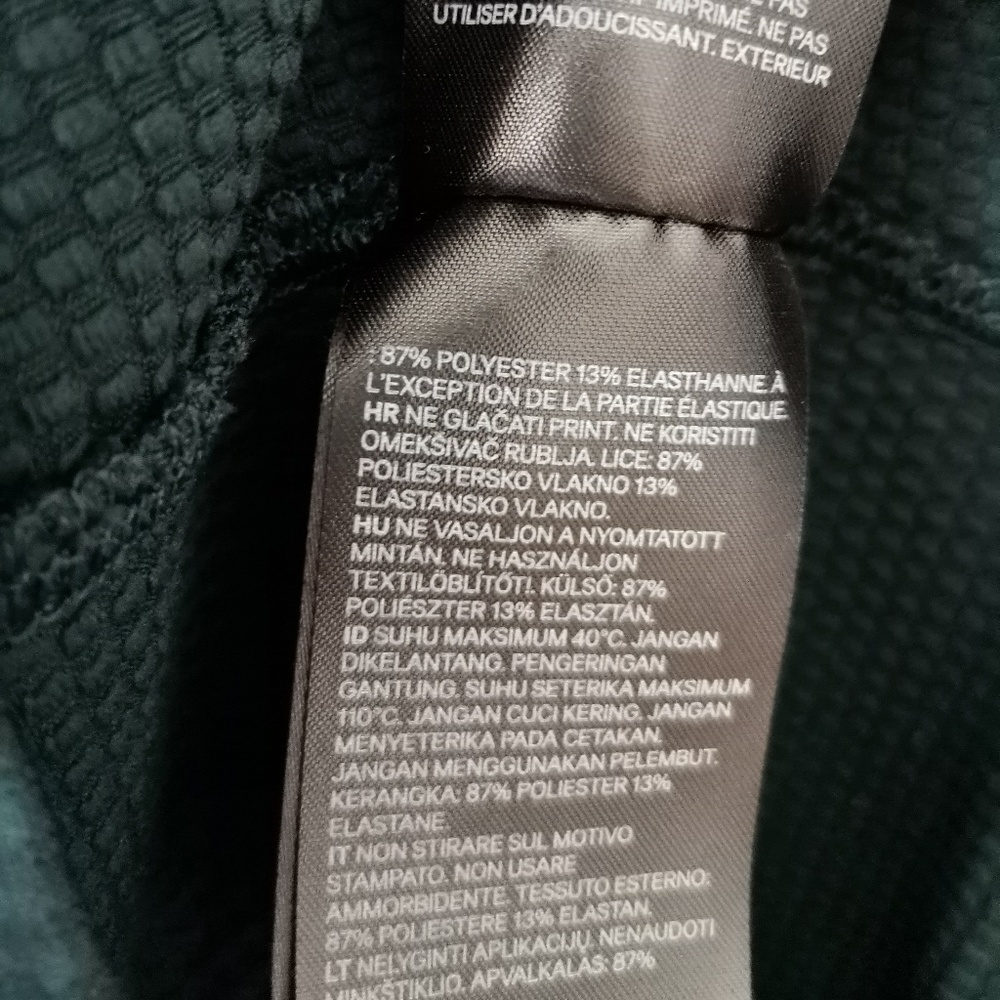 PAS
IMPRIMÉ. NE PAS
UTILISER D'ADOUCISSANT. EXTERIEUR
: 87% POLYESTER 13% ELASTHANNE À
L'EXCEPTION DE LA PARTIE ÉLASTIQUE.
HR NE GLAČATI PRINT. NE KORISTITI
OMEKŠIVAČ RUBLJA. LICE: 87%
POLIESTERSKO VLAKNO 13%
ELASTANSKO VLAKNO.
HU NE VASALJON A NYOMTATOTT
MINTÁN. NE HASZNÁLJON
TEXTILÖBLÍTŐT!. KÜLSŐ: 87%
POLIÉSZTER 13% ELASZTÁN.
ID SUHU MAKSIMUM 40°C. JANGAN
DIKELANTANG. PENGERINGAN
GANTUNG. SUHU SETERIKA MAKSIMUM
110°C. JANGAN CUCI KERING. JANGAN
MENYETERIKA PADA CETAKAN.
JANGAN MENGGUNAKAN PELEMBUT.
KERANGKA: 87% POLIESTER 13%
ELASTANE.
IT NON STIRARE SUL MOTIVO
STAMPATO. NON USARE
AMMORBIDENTE. TESSUTO ESTERNO:
87% POLIESTERE 13% ELASTAN.
LT NELYGINTI APLIKACIJŲ. NENAUDOTI
MINKŠTIKLIO. APVALKALAS: 87%